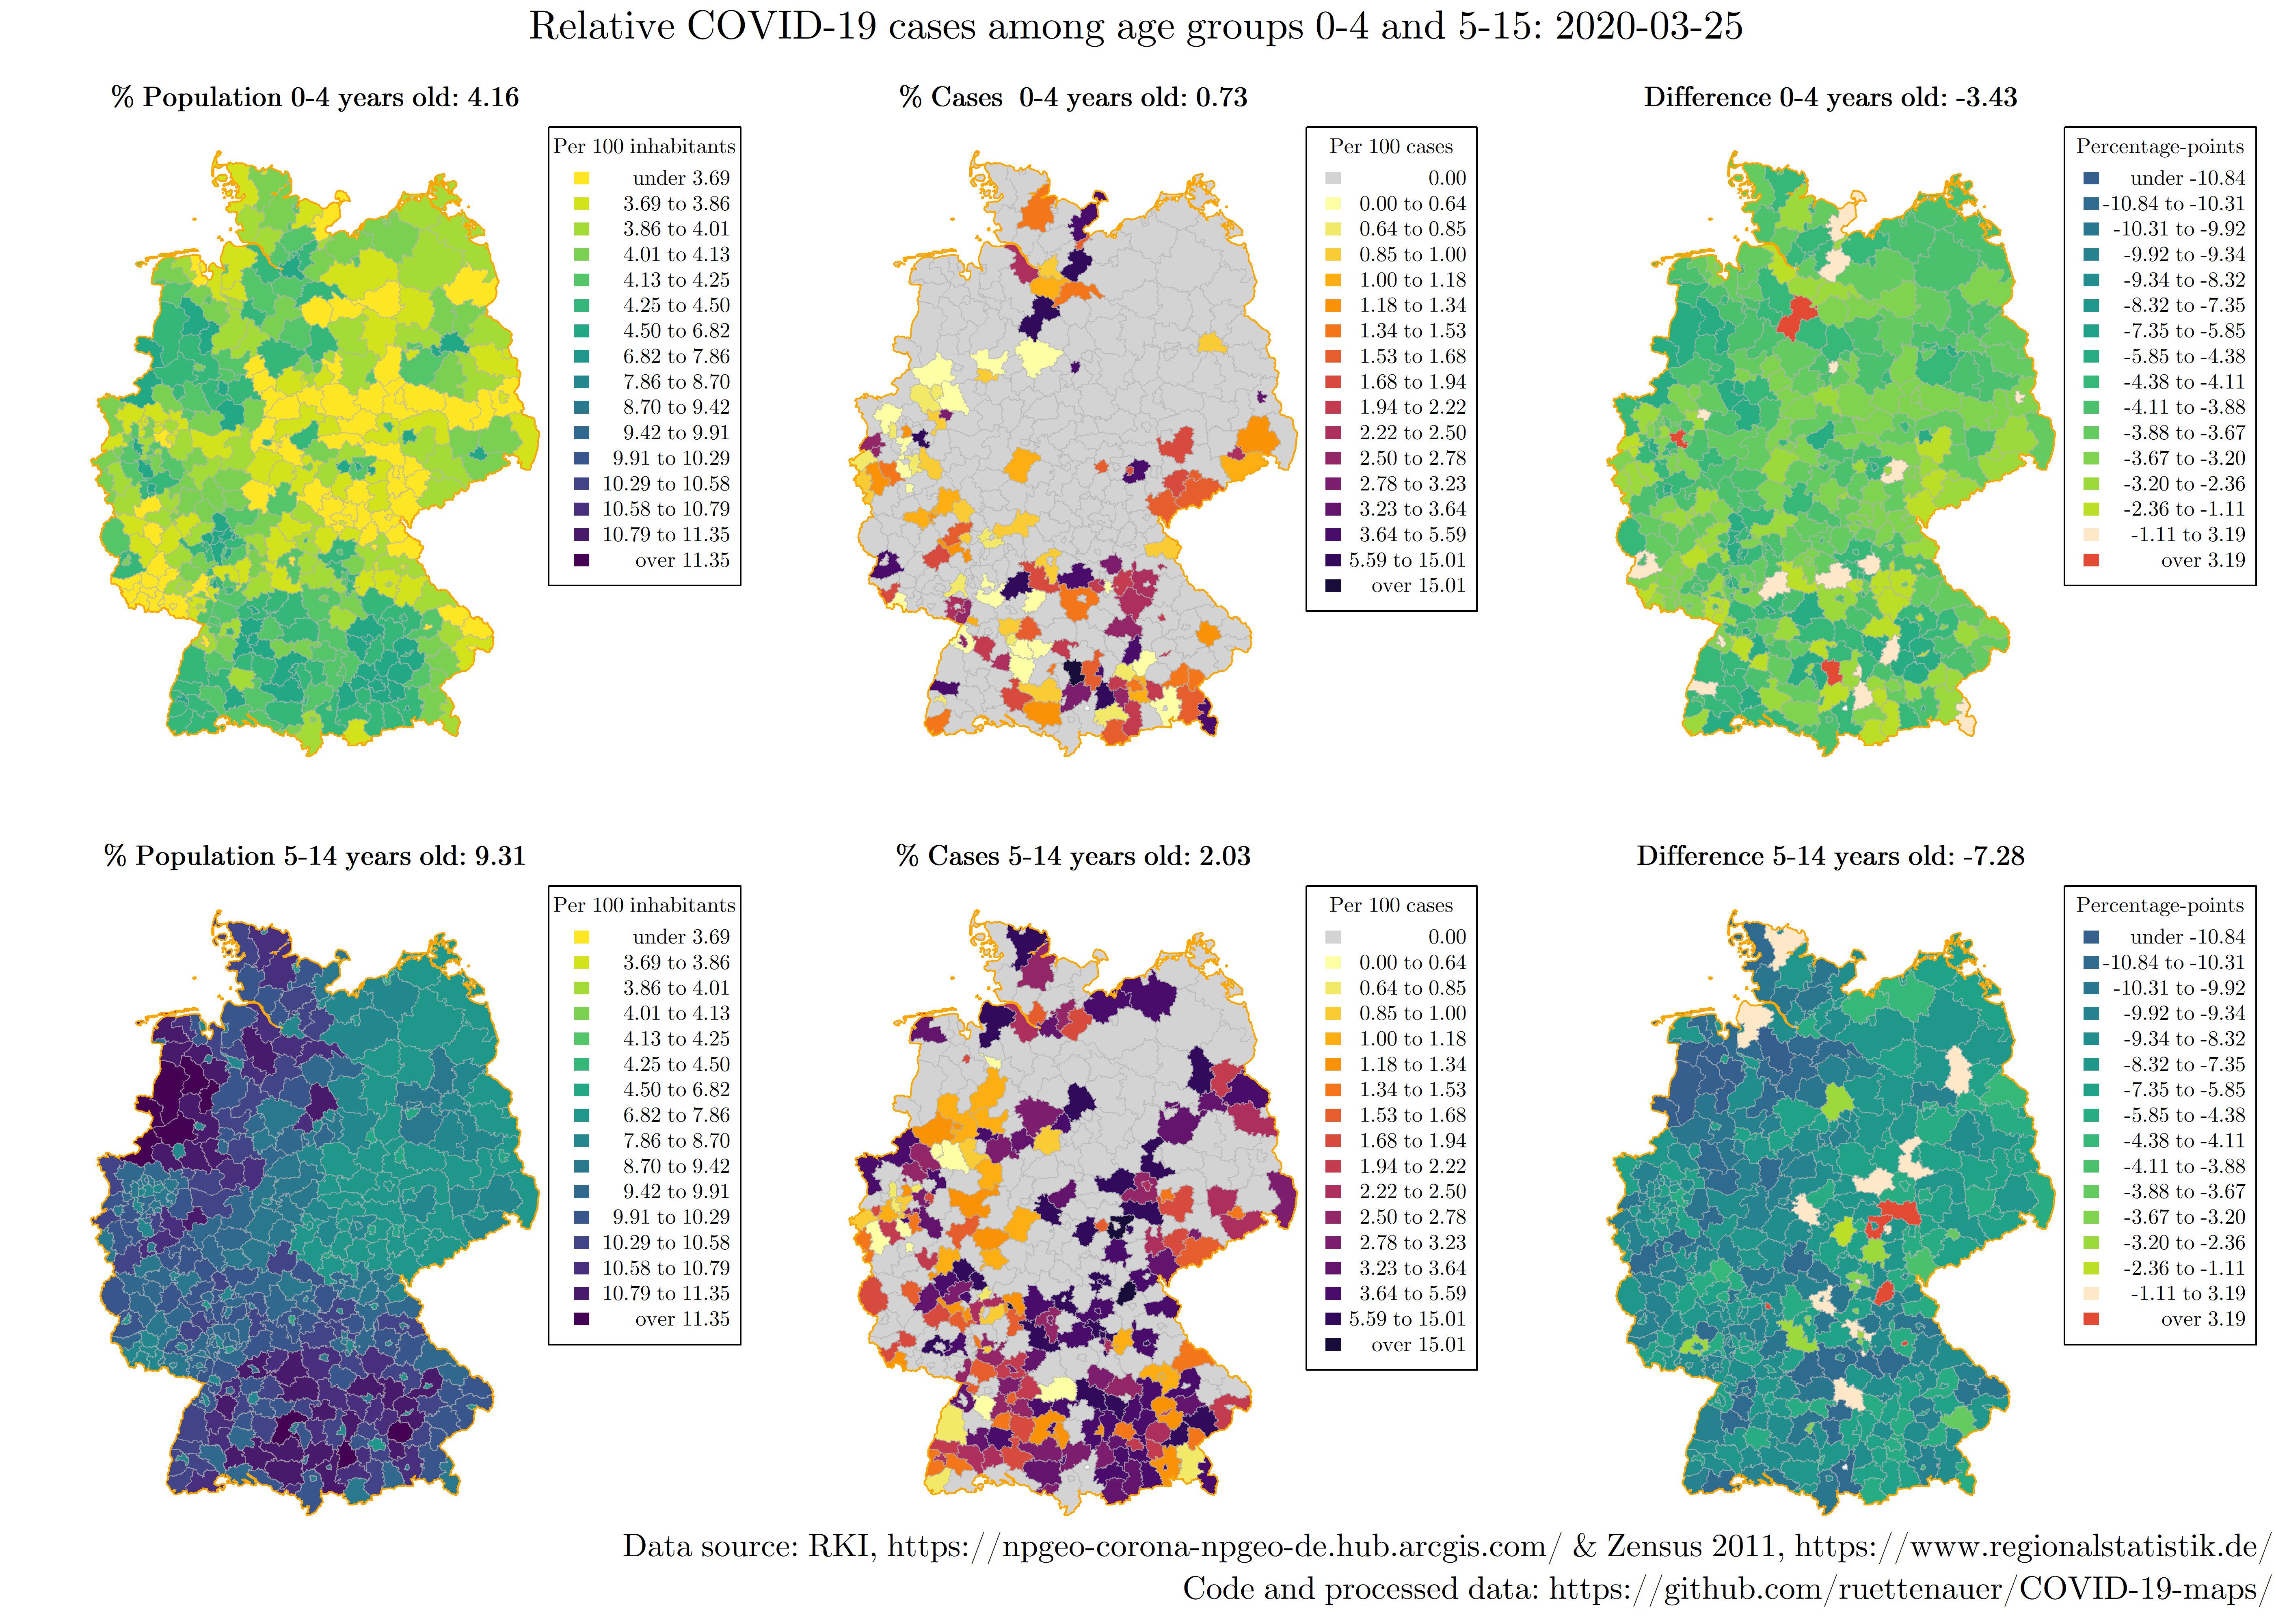 Relative COVID-19 cases among age groups 0-4 and 5-15: 2020-03-25
% Population 0-4 years old: 4.16
Per 100 inhabitants
under 3.69
3.69 to 3.86
3.86 to 4.01
4.01 to 4.13
4.13 to 4.25
4.25 to 4.50
4.50 to 6.82
6.82 to 7.86
7.86 to 8.70
8.70 to 9.42
9.42 to 9.91
9.91 to 10.29
10.29 to 10.58
10.58 to 10.79
10.79 to 11.35
over 11.35
% Cases  0-4 years old: 0.73
Per 100 cases
0.00
0.00 to 0.64
0.64 to 0.85
0.85 to 1.00
1.00 to 1.18
1.18 to 1.34
1.34 to 1.53
1.53 to 1.68
1.68 to 1.94
1.94 to 2.22
2.22 to 2.50
2.50 to 2.78
2.78 to 3.23
3.23 to 3.64
3.64 to 5.59
5.59 to 15.01
over 15.01
Difference 0-4 years old: -3.43
Percentage-points
under -10.84
-10.84 to -10.31
-10.31 to -9.92
-9.92 to -9.34
-9.34 to -8.32
-8.32 to -7.35
-7.35 to -5.85
-5.85 to -4.38
-4.38 to -4.11
-4.11 to -3.88
-3.88 to -3.67
-3.67 to -3.20
-3.20 to -2.36
-2.36 to -1.11
-1.11 to 3.19
over 3.19
% Population 5-14 years old: 9.31
Per 100 inhabitants
under 3.69
3.69 to 3.86
3.86 to 4.01
4.01 to 4.13
4.13 to 4.25
4.25 to 4.50
4.50 to 6.82
6.82 to 7.86
7.86 to 8.70
8.70 to 9.42
9.42 to 9.91
9.91 to 10.29
10.29 to 10.58
10.58 to 10.79
10.79 to 11.35
over 11.35
% Cases 5-14 years old: 2.03
Per 100 cases
0.00
0.00 to 0.64
0.64 to 0.85
0.85 to 1.00
1.00 to 1.18
1.18 to 1.34
1.34 to 1.53
1.53 to 1.68
1.68 to 1.94
1.94 to 2.22
2.22 to 2.50
2.50 to 2.78
2.78 to 3.23
3.23 to 3.64
3.64 to 5.59
5.59 to 15.01
over 15.01
Difference 5-14 years old: -7.28
Percentage-points
under -10.84
-10.84 to -10.31
-10.31 to -9.92
-9.92 to -9.34
-9.34 to -8.32
-8.32 to -7.35
-7.35 to -5.85
-5.85 to -4.38
-4.38 to -4.11
-4.11 to -3.88
-3.88 to -3.67
-3.67 to -3.20
-3.20 to -2.36
-2.36 to -1.11
-1.11 to 3.19
over 3.19
Data source: RKI, https://npgeo-corona-npgeo-de.hub.arcgis.com/ & Zensus 2011, https://www.regionalstatistik.de/
Code and processed data: https://github.com/ruettenauer/COVID-19-maps/